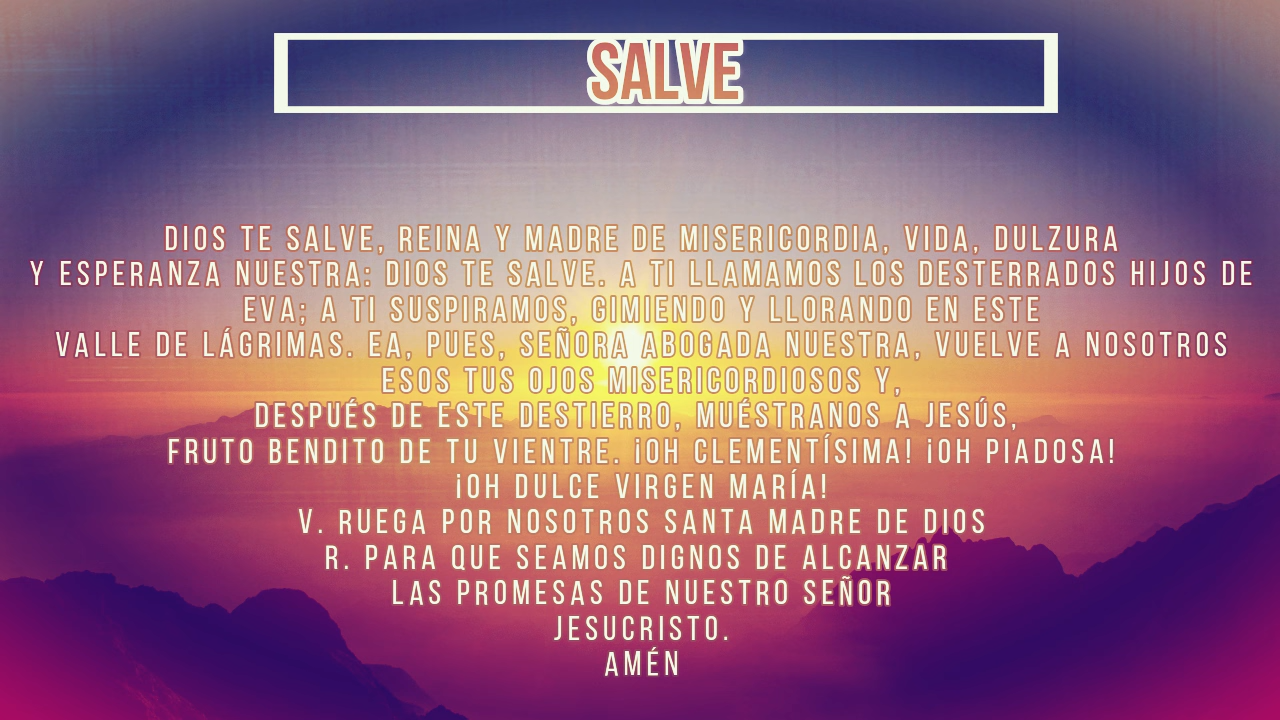 SALVE
DIOS TE SALVE, REINA Y MADRE DE MISERICORDIA, VIDA, DULZURA
Y ESPERANZA NUESTRA: DIOS TE SALVE. A TI LLAMAMOS LOS DESTERRADOS HIJOS DE
EVA; A TI SUSPIRAMOS, GIMIENDO Y LLORANDO EN ESTE
VALLE DE LÁGRIMAS. EA, PUES, SEÑORA ABOGADA NUESTRA, VUELVE A NOSOTROS
ESOS TUS OJOS MISERICORDIOSOS Y,
DESPUÉS DE ESTE DESTIERRO, MUÉSTRANOS A JESÚS,
FRUTO BENDITO DE TU VIENTRE. ¡OH CLEMENTÍSIMA! ¡OH PIADOSA!
¡OH DULCE VIRGEN MARÍA!
V. RUEGA POR NOSOTROS SANTA MADRE DE DIOS
R. PARA QUE SEAMOS DIGNOS DE ALCANZAR
LAS PROMESAS DE NUESTRO SEÑOR
JESUCRISTO.
AMÉN